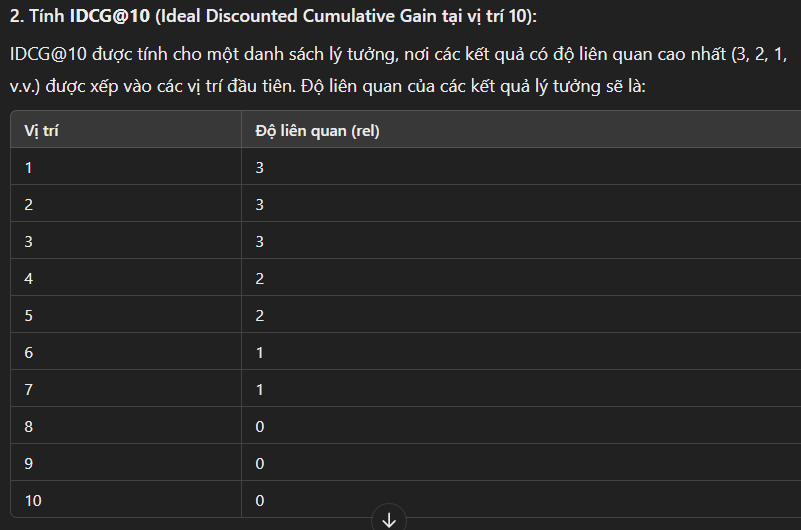 2. Tính IDCG@10 (Ideal Discounted Cumulative Gain tại vị trí 10):
IDCG@10 được tính cho một danh sách lý tưởng, nơi các kết quả có độ liên quan cao nhất (3, 2, 1,
v.v.) được xếp vào các vị trí đầu tiên. Độ liên quan của các kết quả lý tưởng sẽ là:
Vị trí Độ liên quan (rel)
1 3
2 3
3 3
4 2
5 2
6 1
7 1
8 0
9 0
10 0